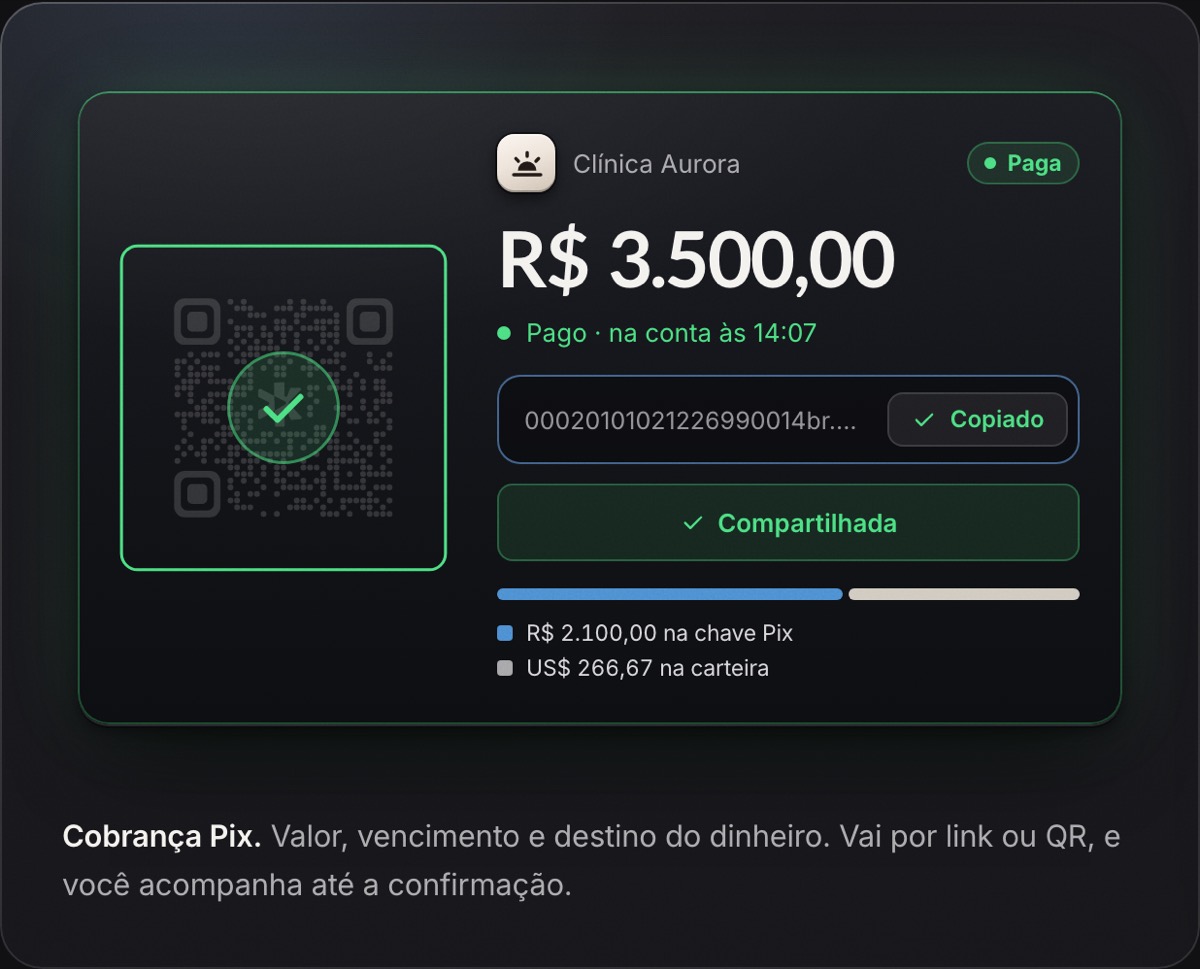 Clínica Aurora
Paga
R$ 3.500,00
Pago · na conta às 14:07
00020101021226990014br....
Copiado
Compartilhada
R$ 2.100,00 na chave Pix
US$ 266,67 na carteira
Cobrança Pix. Valor, vencimento e destino do dinheiro. Vai por link ou QR, e
você acompanha até a confirmação.